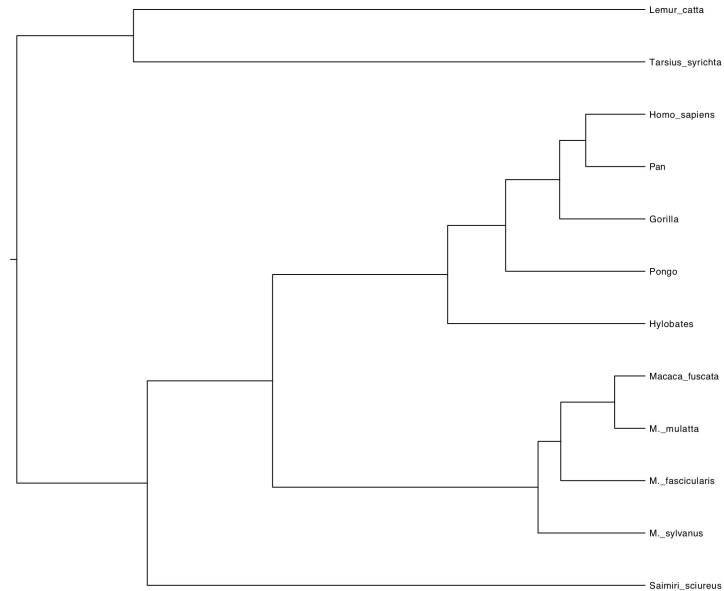 Lemur_catta
Tarsius_syrichta
Homo_sapiens
Pan
Gorilla
Pongo
Hylobates
Macaca_fuscata
M._mulatta
M._fascicularis
M._sylvanus
Saimiri_sciureus